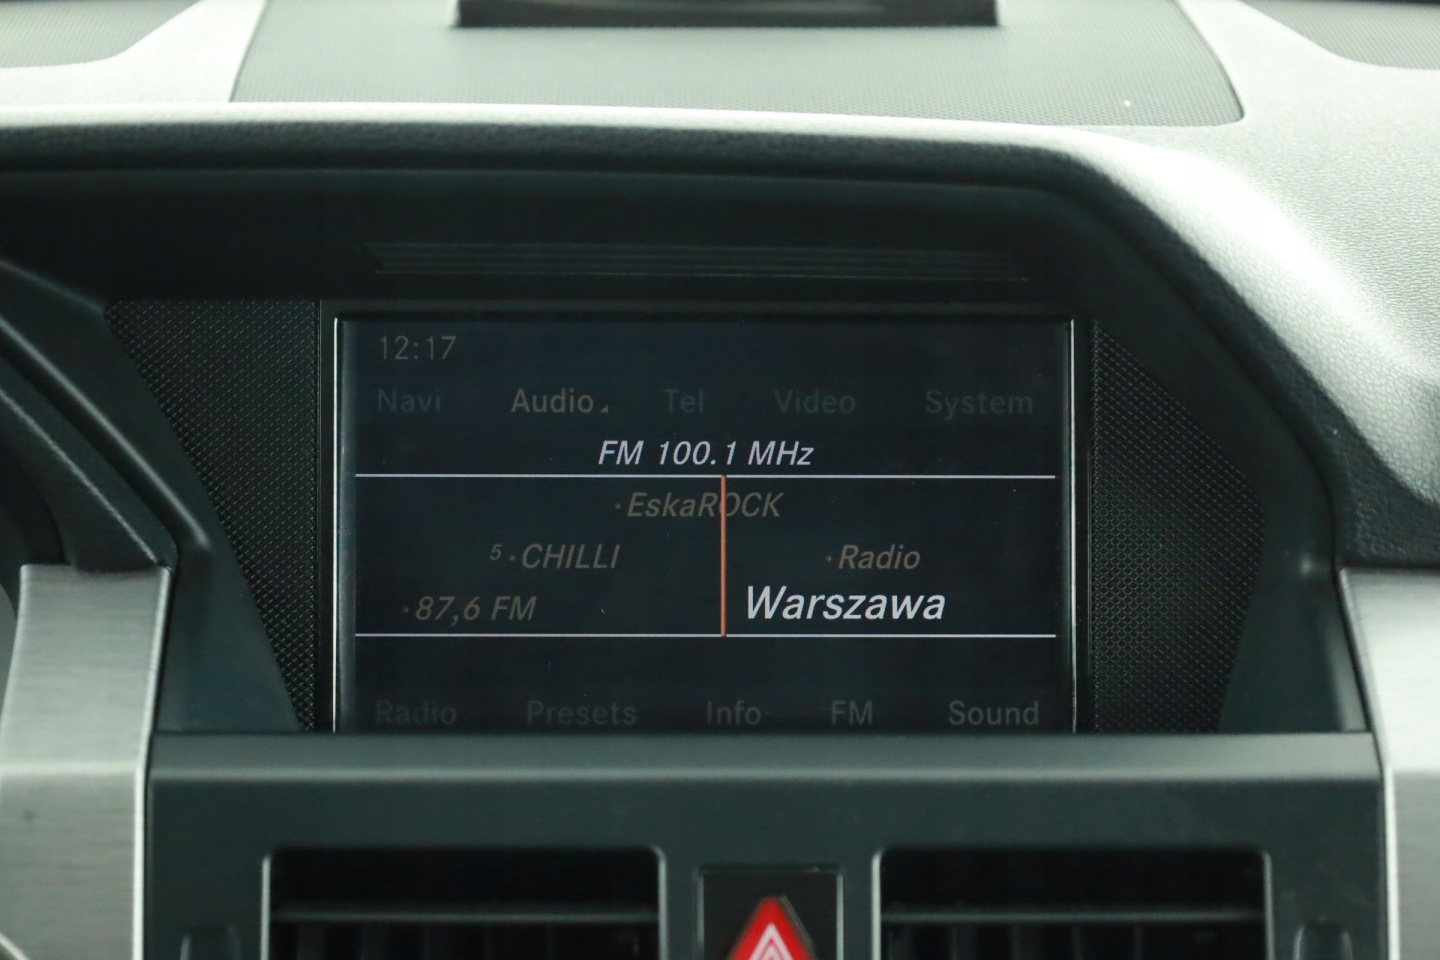 12:17
Navi Audio Tel Video System
FM 100.1 MHz
·EskaROCK
5·CHILLI ·Radio
·87,6 FM Warszawa
Radio Presets Info FM Sound